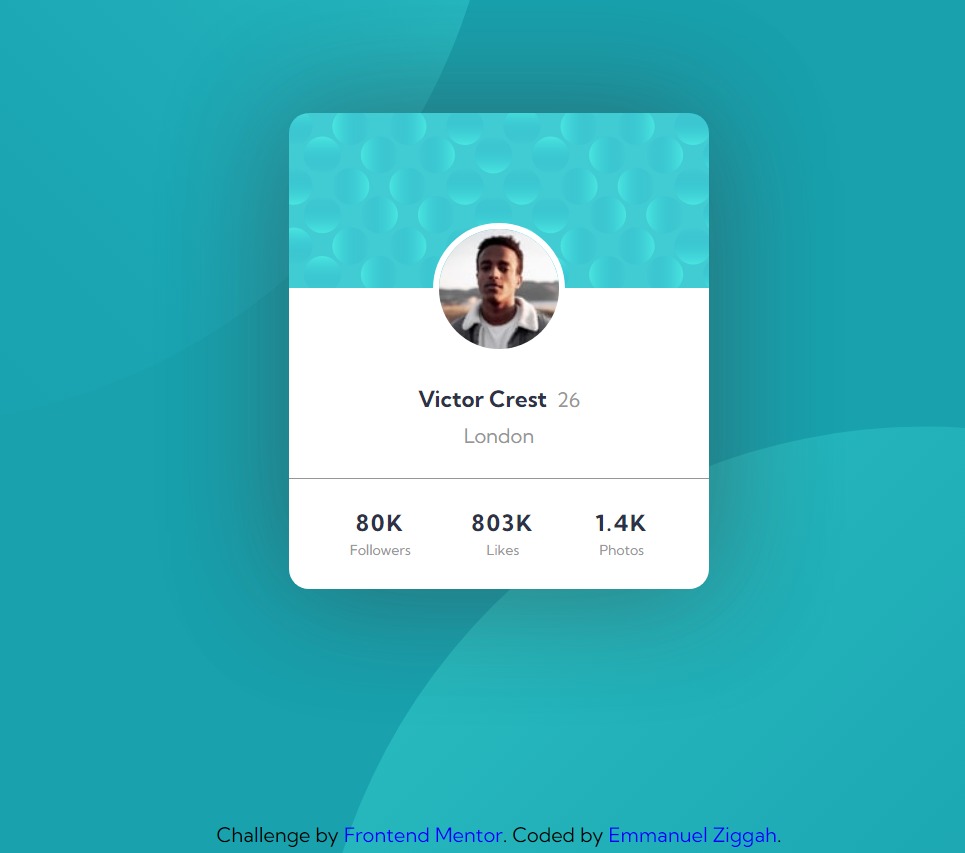 Victor Crest 26
London
80K 803K 1.4K
Followers Likes Photos
Challenge by Frontend Mentor. Coded by Emmanuel Ziggah.